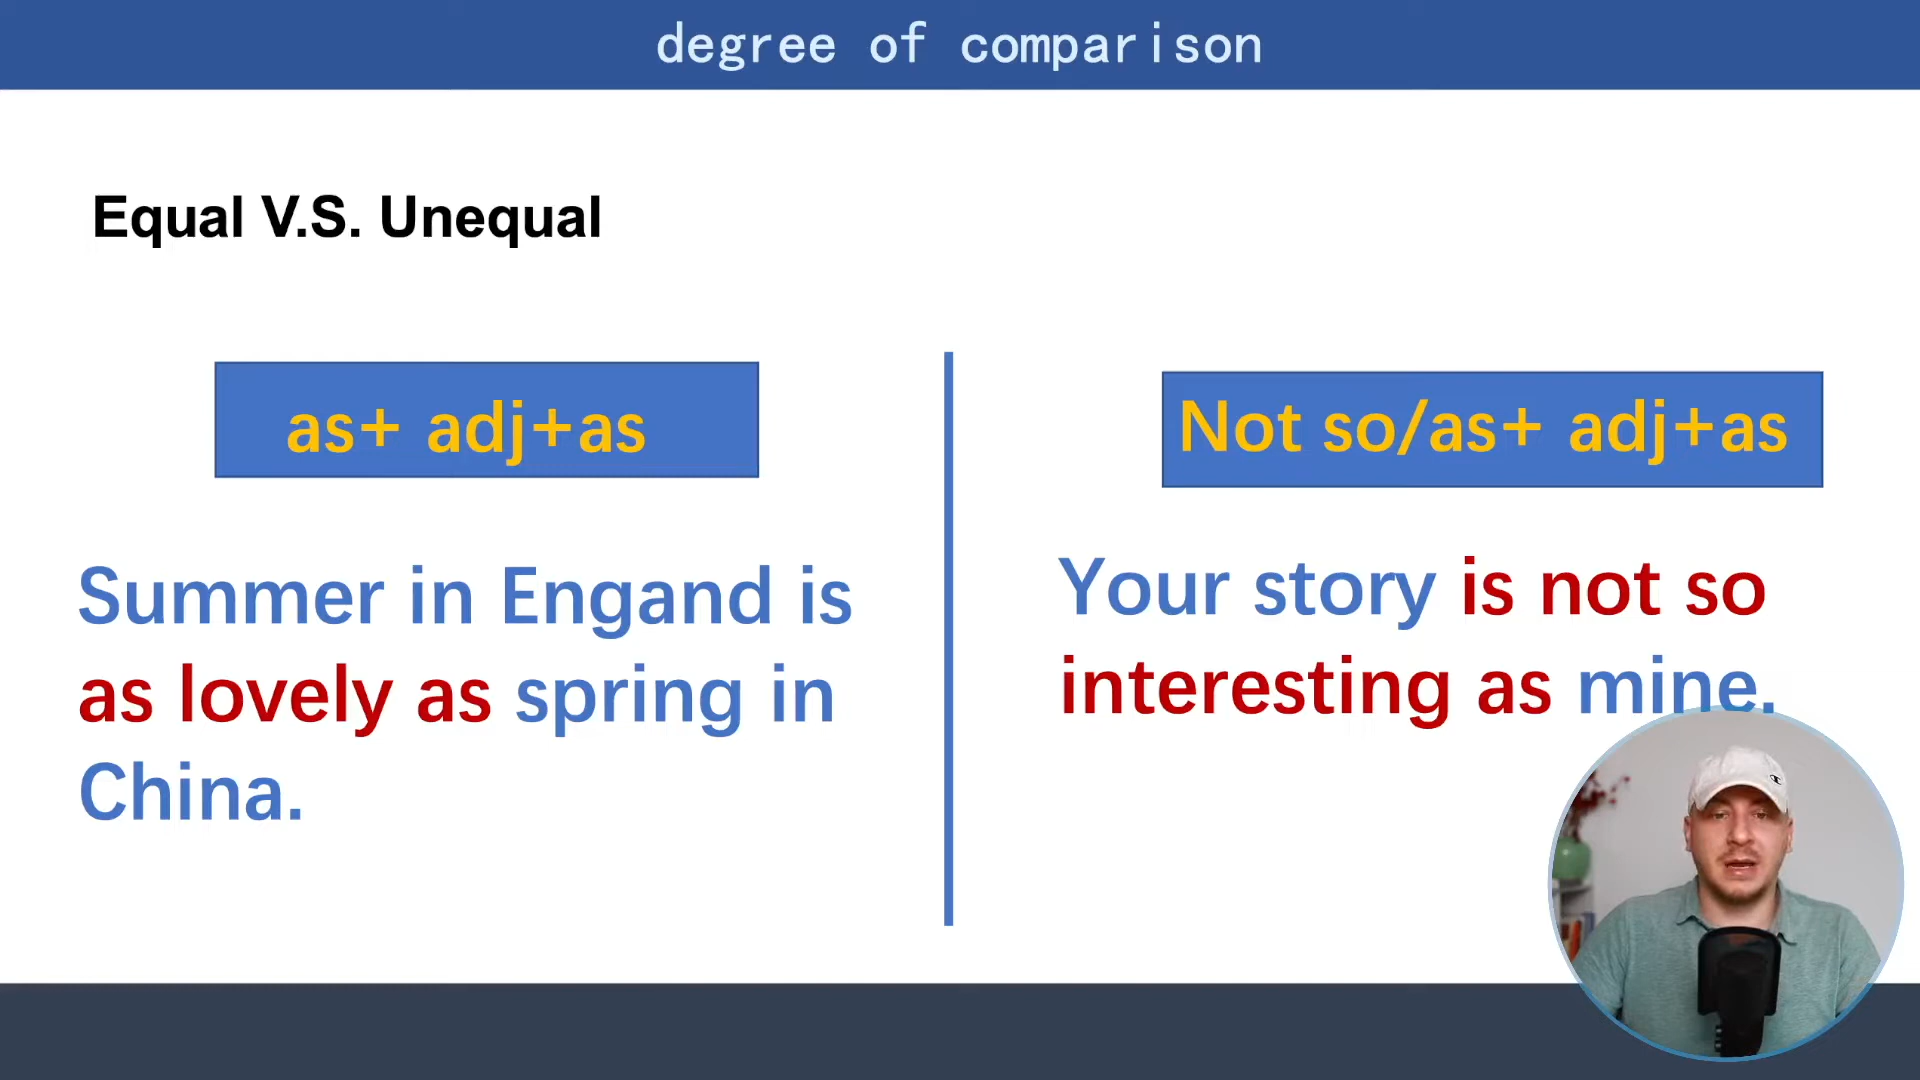 degree of comparison
Equal V.S. Unequal
as+ adj+as
Summer in Engand is
as lovely as spring in
China.
Not so/as+ adj+as
Your story is not so
interesting as mine.